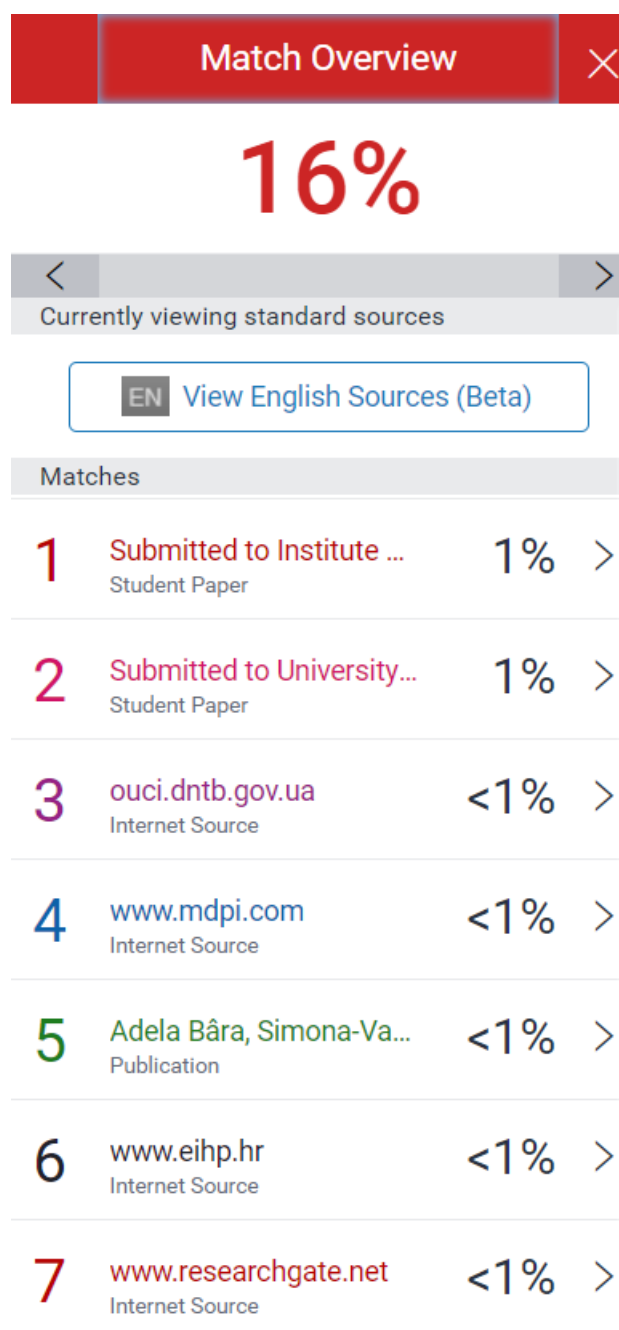 Match Overview
16%
Currently viewing standard sources
EN View English Sources (Beta)
Matches
1 Submitted to Institute ... 1%
Student Paper
2 Submitted to University... 1%
Student Paper
3 ouci.dntb.gov.ua <1%
Internet Source
4 www.mdpi.com <1%
Internet Source
5 Adela Bâra, Simona-Va... <1%
Publication
6 www.eihp.hr <1%
Internet Source
7 www.researchgate.net <1%
Internet Source